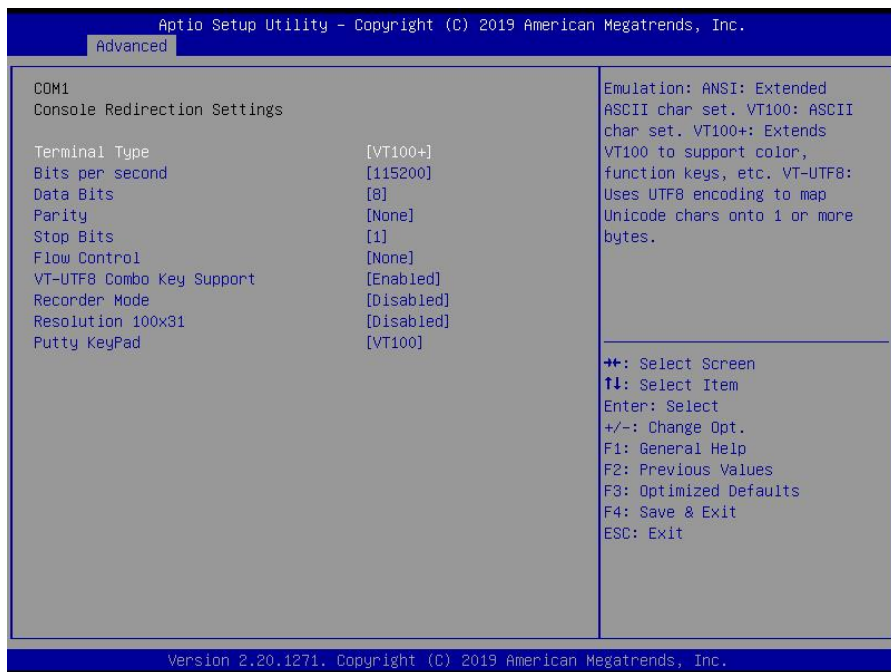 Aptio Setup Utility – Copyright (C) 2019 American Megatrends, Inc.
Advanced
COM1
Console Redirection Settings
Terminal Type [VT100+]
Bits per second [115200]
Data Bits [8]
Parity [None]
Stop Bits [1]
Flow Control [None]
VT-UTF8 Combo Key Support [Enabled]
Recorder Mode [Disabled]
Resolution 100x31 [Disabled]
Putty KeyPad [VT100]
Emulation: ANSI: Extended
ASCII char set. VT100: ASCII
char set. VT100+: Extends
VT100 to support color,
function keys, etc. VT-UTF8:
Uses UTF8 encoding to map
Unicode chars onto 1 or more
bytes.
→←: Select Screen
↑↓: Select Item
Enter: Select
+/-: Change Opt.
F1: General Help
F2: Previous Values
F3: Optimized Defaults
F4: Save & Exit
ESC: Exit
Version 2.20.1271. Copyright (C) 2019 American Megatrends, Inc.